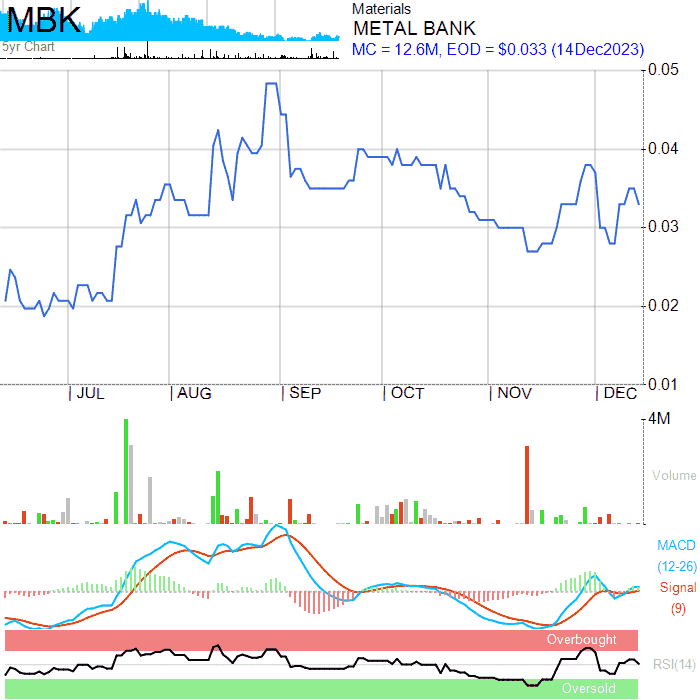 MBK
5yr Chart
Materials
METAL BANK
MC = 12.6M, EOD = $0.033 (14Dec2023)
0.05
0.04
0.03
0.02
0.01
JUL AUG SEP OCT NOV DEC
4M
Volume
MACD
(12-26)
Signal
(9)
Overbought
RSI(14)
Oversold